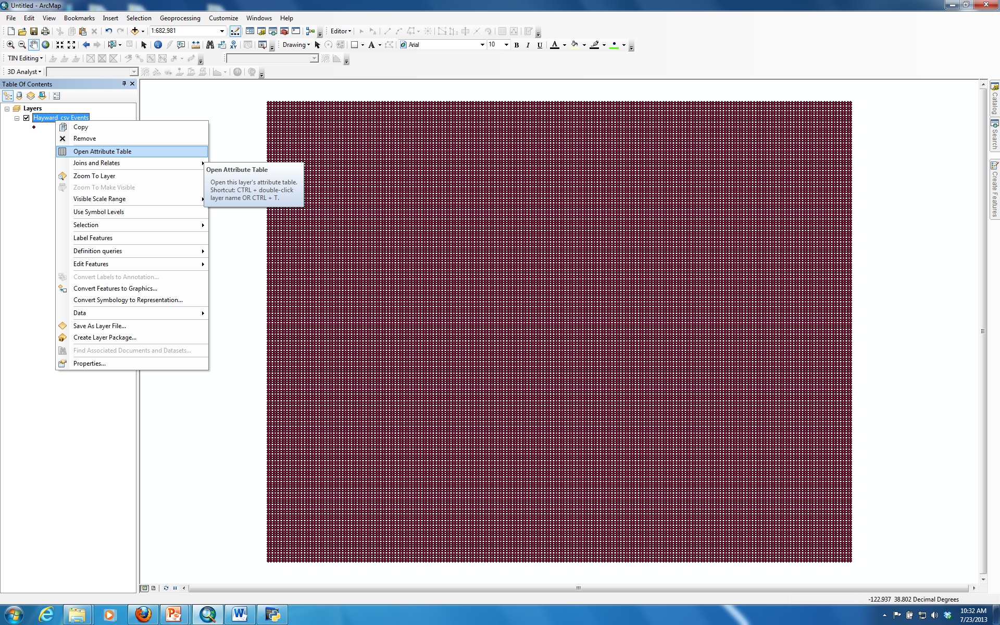 Untitled - ArcMap
File Edit View Bookmarks Insert Selection Geoprocessing Customize Windows Help
1:682,981
Editor
Drawing
Arial
10
B I U A
TIN Editing
3D Analyst
Table Of Contents
Layers
Hayward_csv Events
Copy
Remove
Open Attribute Table
Joins and Relates
Zoom To Layer
Zoom To Make Visible
Visible Scale Range
Use Symbol Levels
Selection
Label Features
Definition queries
Edit Features
Convert Labels to Annotation...
Convert Features to Graphics...
Convert Symbology to Representation...
Data
Save As Layer File...
Create Layer Package...
Find Associated Documents and Datasets...
Properties...
Open Attribute Table
Open this layer's attribute table.
Shortcut: CTRL + double-click
layer name OR CTRL + T.
Catalog
Search
Create Features
-122.937 38.802 Decimal Degrees
10:32 AM
7/23/2013